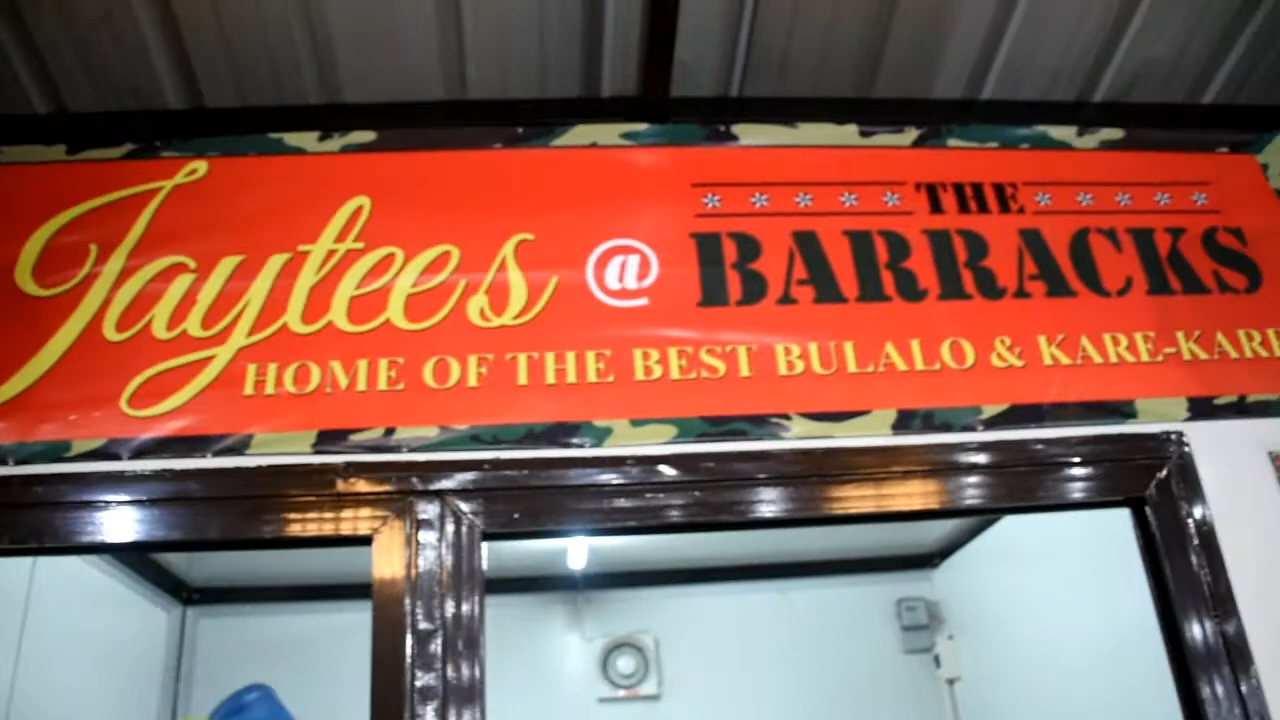 Jaytees @ THE BARRACKS
HOME OF THE BEST BULALO & KARE-KARE